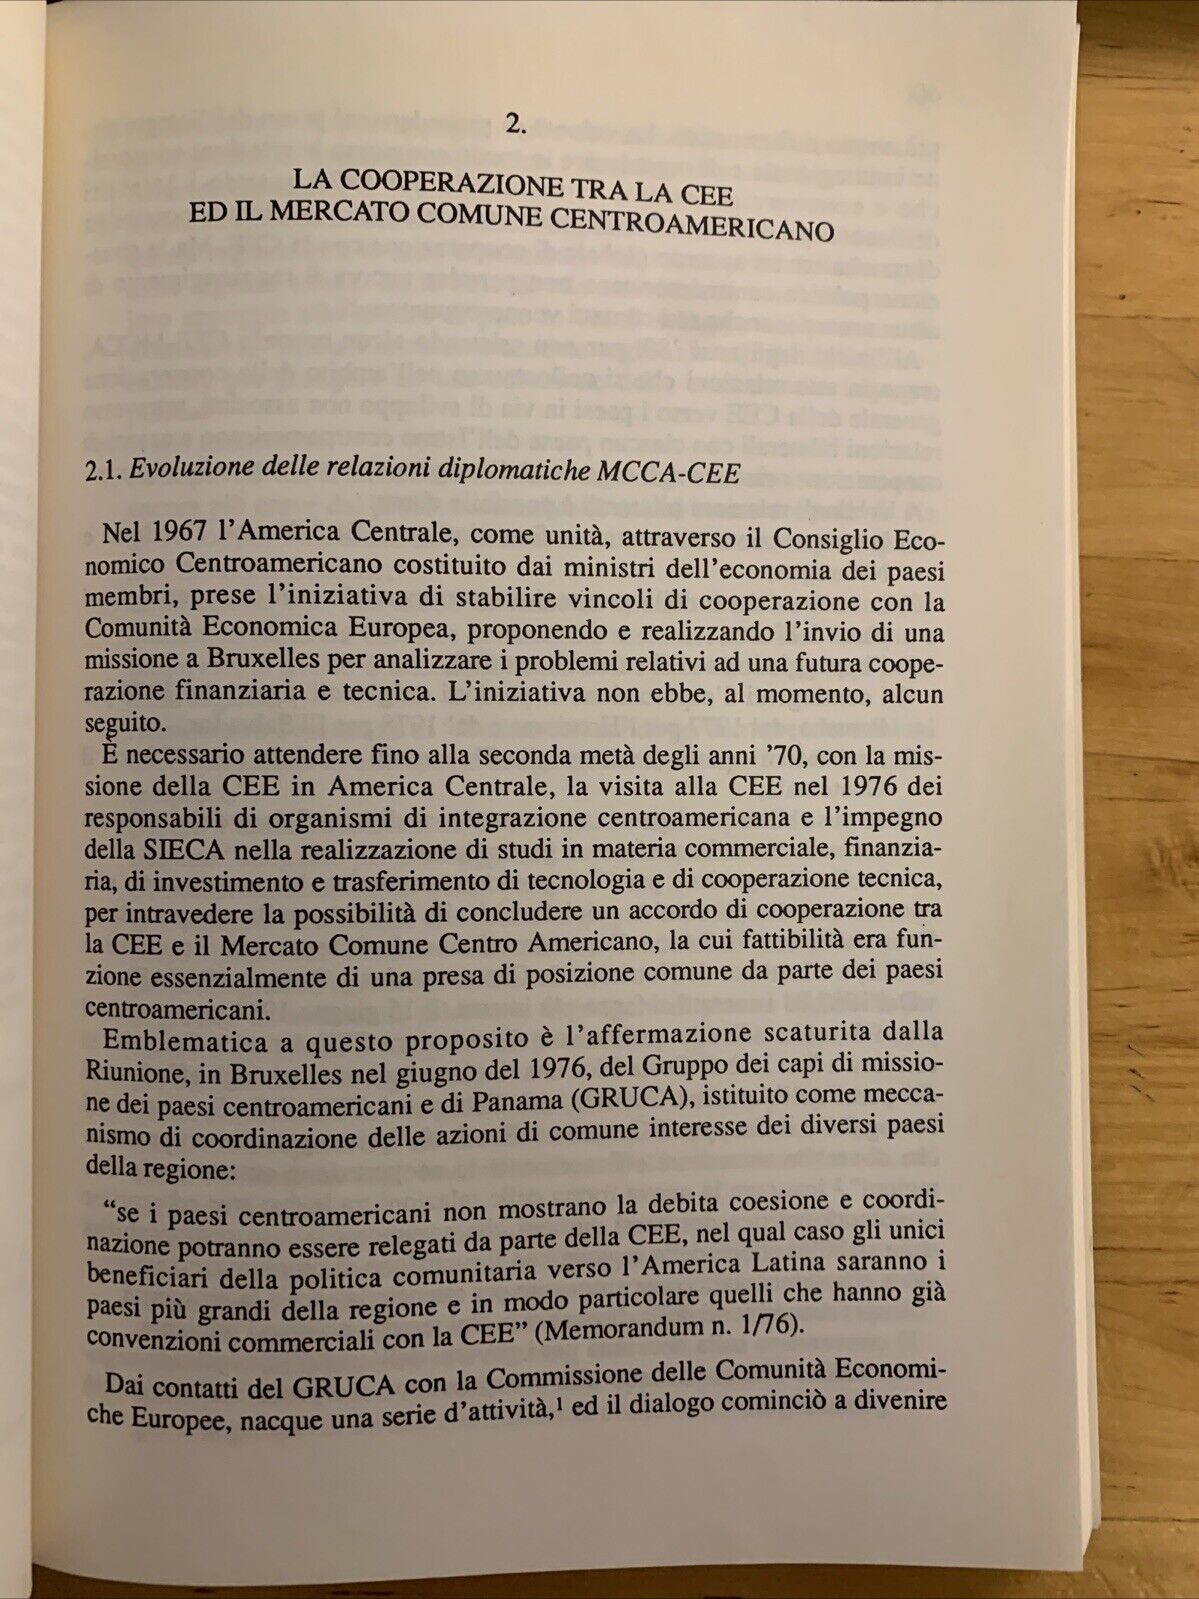 2.
LA COOPERAZIONE TRA LA CEE
ED IL MERCATO COMUNE CENTROAMERICANO
2.1. Evoluzione delle relazioni diplomatiche MCCA-CEE
Nel 1967 l'America Centrale, come unità, attraverso il Consiglio Eco-
nomico Centroamericano costituito dai ministri dell'economia dei paesi
membri, prese l'iniziativa di stabilire vincoli di cooperazione con la
Comunità Economica Europea, proponendo e realizzando l'invio di una
missione a Bruxelles per analizzare i problemi relativi ad una futura coope-
razione finanziaria e tecnica. L'iniziativa non ebbe, al momento, alcun
seguito.
È necessario attendere fino alla seconda metà degli anni '70, con la mis-
sione della CEE in America Centrale, la visita alla CEE nel 1976 dei
responsabili di organismi di integrazione centroamericana e l'impegno
della SIECA nella realizzazione di studi in materia commerciale, finanzia-
ria, di investimento e trasferimento di tecnologia e di cooperazione tecnica,
per intravedere la possibilità di concludere un accordo di cooperazione tra
la CEE e il Mercato Comune Centro Americano, la cui fattibilità era fun-
zione essenzialmente di una presa di posizione comune da parte dei paesi
centroamericani.
Emblematica a questo proposito è l'affermazione scaturita dalla
Riunione, in Bruxelles nel giugno del 1976, del Gruppo dei capi di missio-
ne dei paesi centroamericani e di Panama (GRUCA), istituito come mecca-
nismo di coordinazione delle azioni di comune interesse dei diversi paesi
della regione:
“se i paesi centroamericani non mostrano la debita coesione e coordi-
nazione potranno essere relegati da parte della CEE, nel qual caso gli unici
beneficiari della politica comunitaria verso l'America Latina saranno i
paesi più grandi della regione e in modo particolare quelli che hanno già
convenzioni commerciali con la CEE” (Memorandum n. 1/76).
Dai contatti del GRUCA con la Commissione delle Comunità Economi-
che Europee, nacque una serie d'attività,¹ ed il dialogo cominciò a divenire